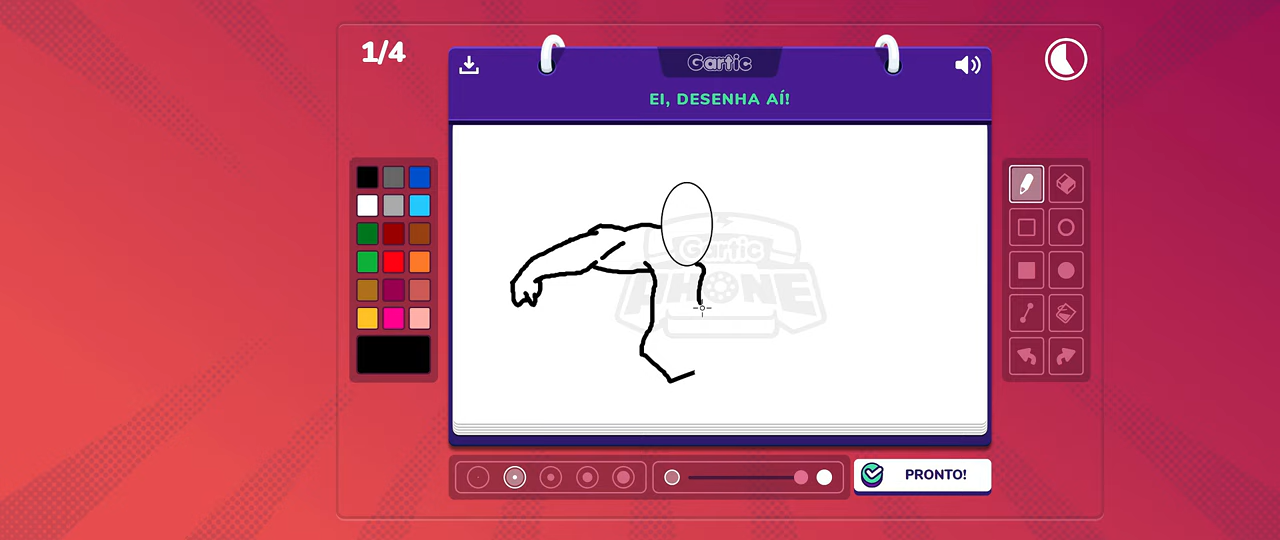 1/4
Gartic
EI, DESENHA AÍ!
Gartic
PHONE
PRONTO!